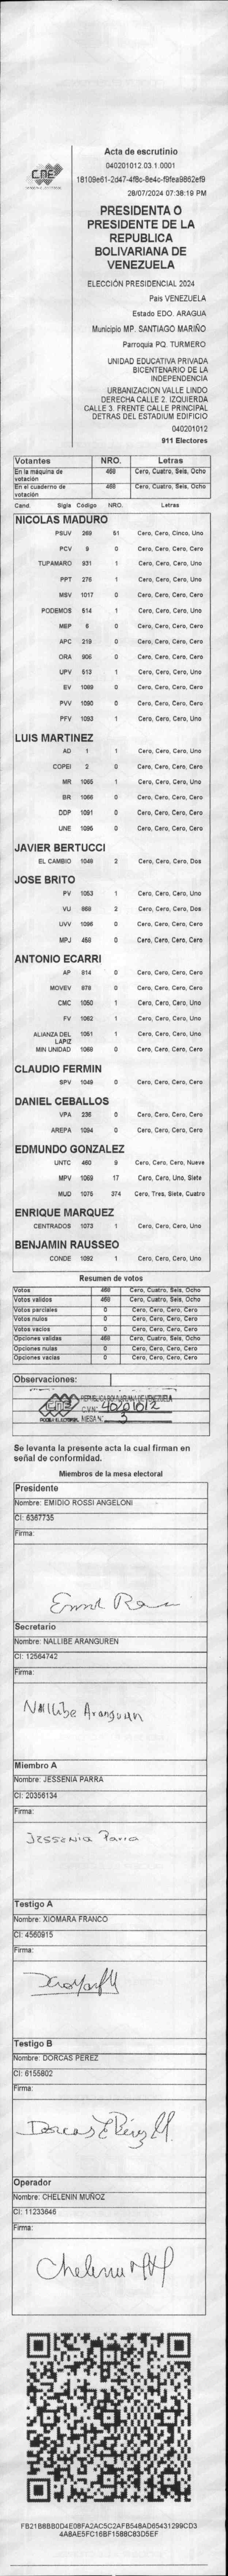 Acta de escrutinio
040201012.03.1.0001
18109e61-2d47-4f8c-8e4c-f9fea9862ef9
28/07/2024 07:38:19 PM
CNE
PRESIDENTA O
PRESIDENTE DE LA
REPUBLICA
BOLIVARIANA DE
VENEZUELA
ELECCIÓN PRESIDENCIAL 2024
Pais VENEZUELA
Estado EDO. ARAGUA
Municipio MP. SANTIAGO MARIÑO
Parroquia PQ. TURMERO
UNIDAD EDUCATIVA PRIVADA
BICENTENARIO DE LA
INDEPENDENCIA
URBANIZACION VALLE LINDO
DERECHA CALLE 2. IZQUIERDA
CALLE 3. FRENTE CALLE PRINCIPAL
DETRAS DEL ESTADIUM EDIFICIO
040201012
911 Electores
Votantes NRO. Letras
En la maquina de votación 468 Cero, Cuatro, Seis, Ocho
En el cuaderno de votación 468 Cero, Cuatro, Seis, Ocho
Cand. Sigla Codigo NRO. Letras
NICOLAS MADURO
PSUV 269 51 Cero, Cero, Cinco, Uno
PCV 9 0 Cero, Cero, Cero, Cero
TUPAMARO 931 1 Cero, Cero, Cero, Uno
PPT 276 1 Cero, Cero, Cero, Uno
MSV 1017 0 Cero, Cero, Cero, Cero
PODEMOS 514 1 Cero, Cero, Cero, Uno
MEP 6 0 Cero, Cero, Cero, Cero
APC 219 0 Cero, Cero, Cero, Cero
ORA 906 0 Cero, Cero, Cero, Cero
UPV 513 1 Cero, Cero, Cero, Uno
EV 1089 0 Cero, Cero, Cero, Cero
PVV 1090 0 Cero, Cero, Cero, Cero
PFV 1093 1 Cero, Cero, Cero, Uno
LUIS MARTINEZ
AD 1 1 Cero, Cero, Cero, Uno
COPEI 2 0 Cero, Cero, Cero, Cero
MR 1065 1 Cero, Cero, Cero, Uno
BR 1066 0 Cero, Cero, Cero, Cero
DDP 1091 0 Cero, Cero, Cero, Cero
UNE 1095 0 Cero, Cero, Cero, Cero
JAVIER BERTUCCI
EL CAMBIO 1048 2 Cero, Cero, Cero, Dos
JOSE BRITO
PV 1053 1 Cero, Cero, Cero, Uno
VU 868 2 Cero, Cero, Cero, Dos
UVV 1096 0 Cero, Cero, Cero, Cero
MPJ 458 0 Cero, Cero, Cero, Cero
ANTONIO ECARRI
AP 814 0 Cero, Cero, Cero, Cero
MOVEV 878 0 Cero, Cero, Cero, Cero
CMC 1050 1 Cero, Cero, Cero, Uno
FV 1062 1 Cero, Cero, Cero, Uno
ALIANZA DEL LAPIZ 1051 1 Cero, Cero, Cero, Uno
MIN UNIDAD 1068 0 Cero, Cero, Cero, Cero
CLAUDIO FERMIN
SPV 1049 0 Cero, Cero, Cero, Cero
DANIEL CEBALLOS
VPA 236 0 Cero, Cero, Cero, Cero
AREPA 1094 0 Cero, Cero, Cero, Cero
EDMUNDO GONZALEZ
UNTC 460 9 Cero, Cero, Cero, Nueve
MPV 1069 17 Cero, Cero, Uno, Siete
MUD 1075 374 Cero, Tres, Siete, Cuatro
ENRIQUE MARQUEZ
CENTRADOS 1073 1 Cero, Cero, Cero, Uno
BENJAMIN RAUSSEO
CONDE 1092 1 Cero, Cero, Cero, Uno
Resumen de votos
Votos 468 Cero, Cuatro, Seis, Ocho
Votos validos 468 Cero, Cuatro, Seis, Ocho
Votos parciales 0 Cero, Cero, Cero, Cero
Votos nulos 0 Cero, Cero, Cero, Cero
Votos vacios 0 Cero, Cero, Cero, Cero
Opciones validas 468 Cero, Cuatro, Seis, Ocho
Opciones nulas 0 Cero, Cero, Cero, Cero
Opciones vacias 0 Cero, Cero, Cero, Cero
Observaciones:
REPUBLICA BOLIVARIANA DE VENEZUELA
CNE C.V.N° 40201012
PODER ELECTORAL MESA N° 3
Se levanta la presente acta la cual firman en
señal de conformidad.
Miembros de la mesa electoral
Presidente
Nombre: EMIDIO ROSSI ANGELONI
CI: 6367735
Firma:
Secretario
Nombre: NALLIBE ARANGUREN
CI: 12564742
Firma:
Nallibe Aranguren
Miembro A
Nombre: JESSENIA PARRA
CI: 20356134
Firma:
Jessenia Parra
Testigo A
Nombre: XIOMARA FRANCO
CI: 4560915
Firma:
Testigo B
Nombre: DORCAS PEREZ
CI: 6155802
Firma:
Dorcas E Pérez M.
Operador
Nombre: CHELENIN MUÑOZ
CI: 11233646
Firma:
FB21B8BB0D4E08FA2AC5C2AFB548AD65431299CD3
4A8AE5FC16BF1588C83D5EF